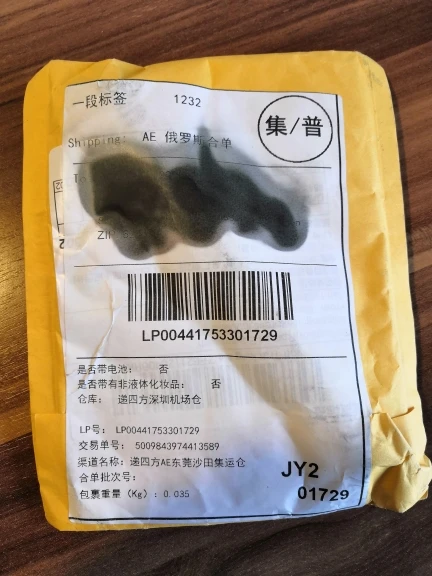 一段标签 1232
集/普
Shipping: AE 俄罗斯合单
LP00441753301729
是否带电池: 否
是否带有非液体化妆品: 否
仓库: 递四方深圳机场仓
LP号: LP00441753301729
交易单号: 5009843974413589
渠道名称:递四方AE东莞沙田集运仓
合单批次号:
包裹重量(Kg):0.035
JY2
01729